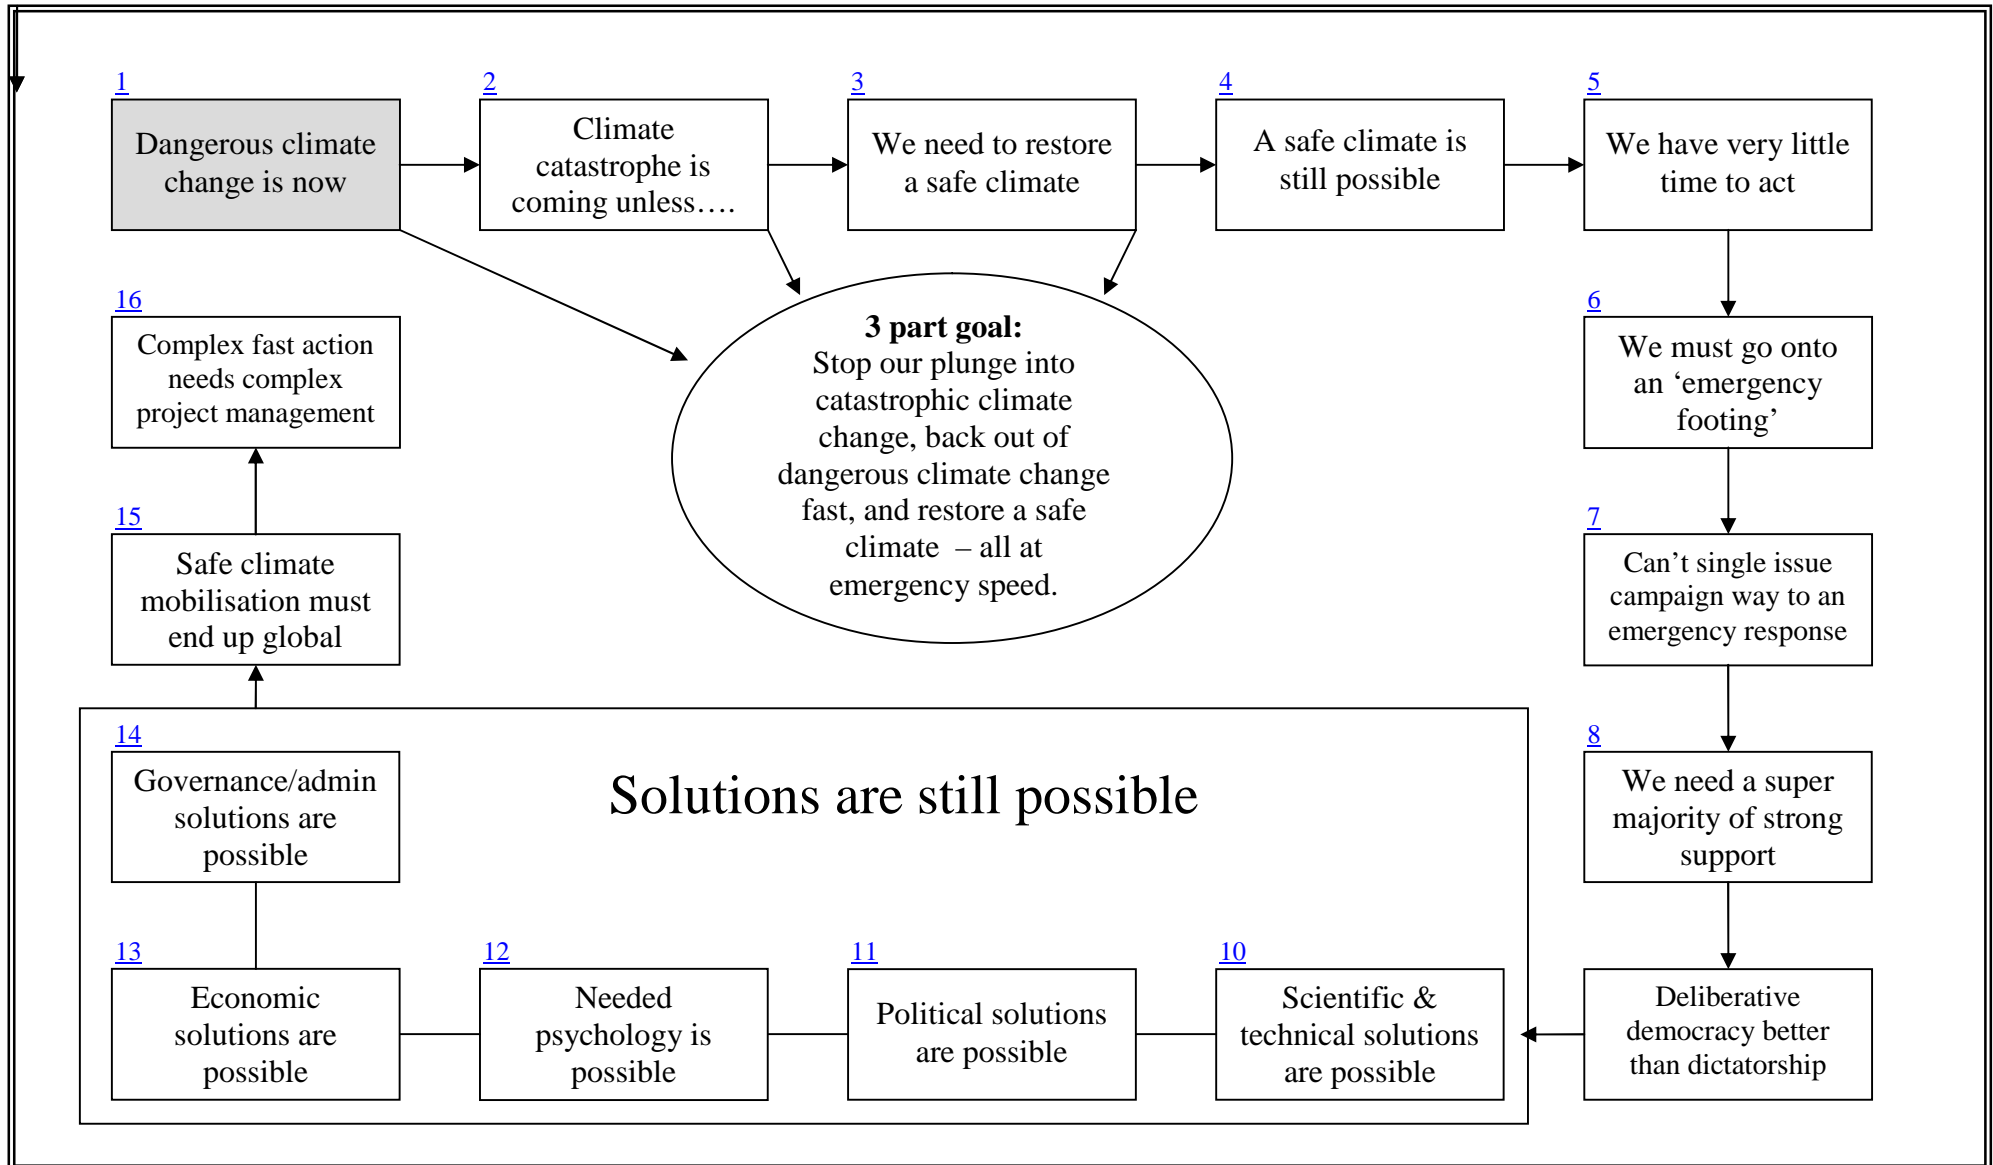 1
Dangerous climate
change is now
2
Climate
catastrophe is
coming unless….
3
We need to restore
a safe climate
4
A safe climate is
still possible
5
We have very little
time to act
6
We must go onto
an ‘emergency
footing’
7
Can’t single issue
campaign way to an
emergency response
8
We need a super
majority of strong
support
Deliberative
democracy better
than dictatorship
Solutions are still possible
10
Scientific &
technical solutions
are possible
11
Political solutions
are possible
12
Needed
psychology is
possible
13
Economic
solutions are
possible
14
Governance/admin
solutions are
possible
15
Safe climate
mobilisation must
end up global
16
Complex fast action
needs complex
project management
3 part goal:
Stop our plunge into
catastrophic climate
change, back out of
dangerous climate change
fast, and restore a safe
climate – all at
emergency speed.